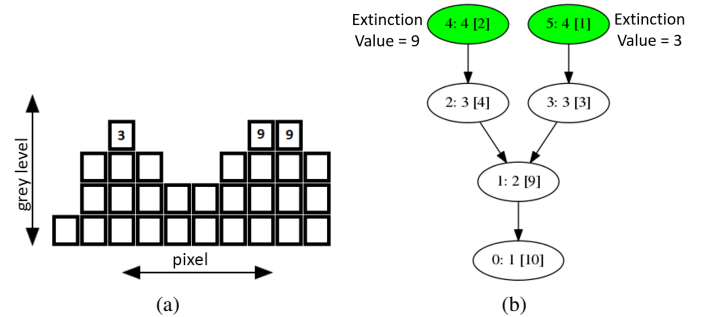 grey level
3
9
9
pixel
(a)
Extinction
Value = 9
4: 4 [2]
5: 4 [1]
Extinction
Value = 3
2: 3 [4]
3: 3 [3]
1: 2 [9]
0: 1 [10]
(b)